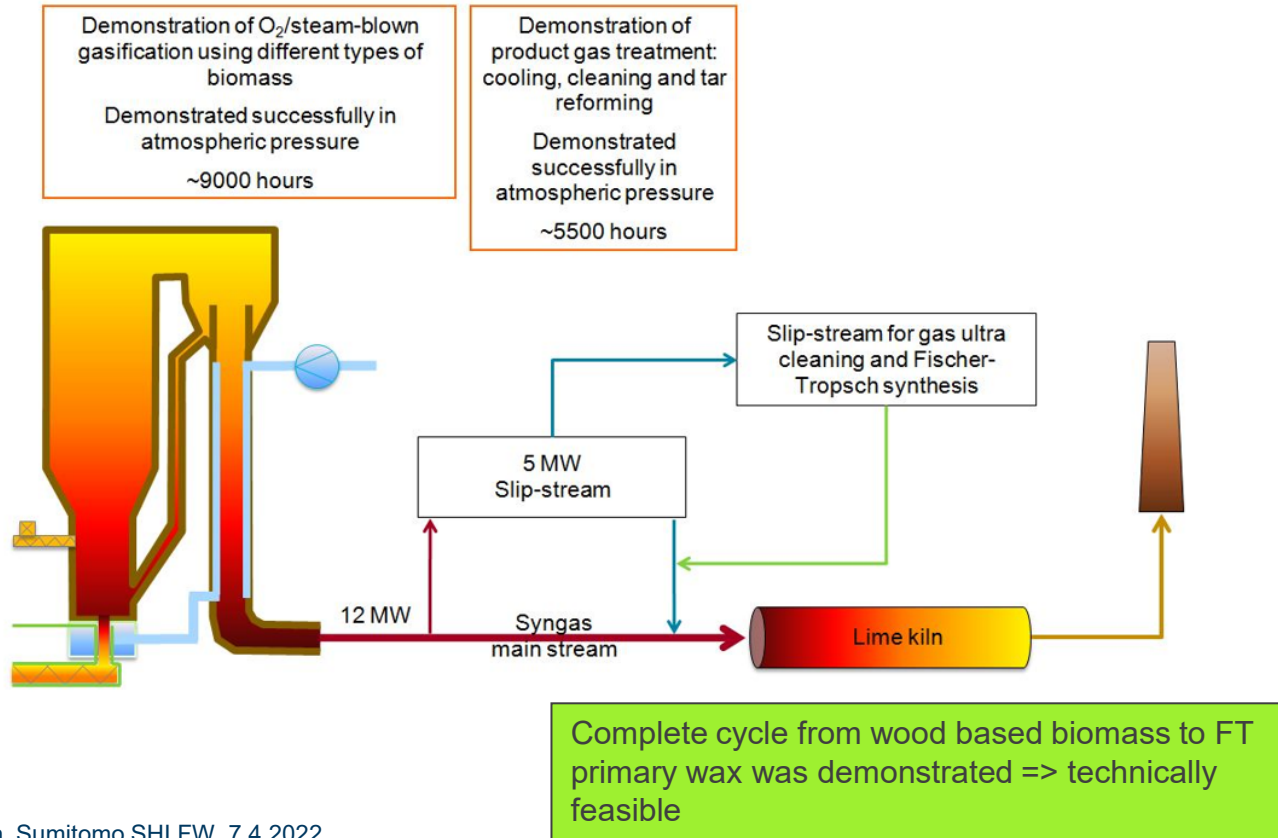 Demonstration of O₂/steam-blown
gasification using different types of
biomass
Demonstrated successfully in
atmospheric pressure
~9000 hours
Demonstration of
product gas treatment:
cooling, cleaning and tar
reforming
Demonstrated
successfully in
atmospheric pressure
~5500 hours
Slip-stream for gas ultra
cleaning and Fischer-
Tropsch synthesis
5 MW
Slip-stream
12 MW
Syngas
main stream
Lime kiln
Complete cycle from wood based biomass to FT
primary wax was demonstrated => technically
feasible
Sumitomo SHI FW, 7.4.2022